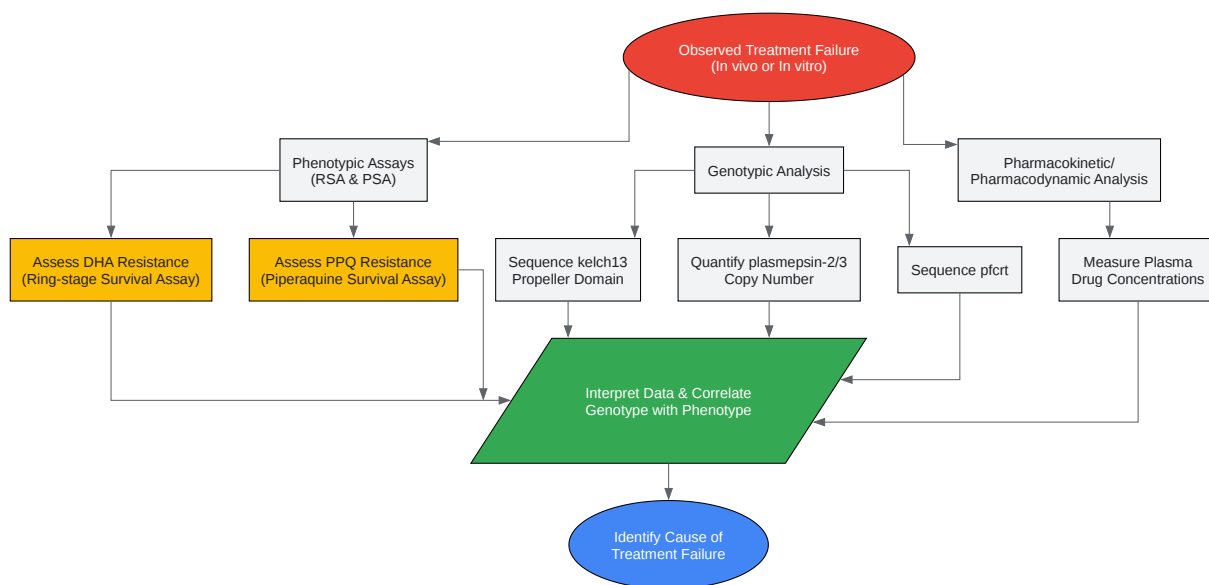 Observed Treatment Failure
(In vivo or In vitro)
Phenotypic Assays
(RSA & PSA)
Genotypic Analysis
Pharmacokinetic/
Pharmacodynamic Analysis
Assess DHA Resistance
(Ring-stage Survival Assay)
Assess PPQ Resistance
(Piperaquine Survival Assay)
Sequence kelch13
Propeller Domain
Quantify plasmepsin-2/3
Copy Number
Sequence pfcrt
Measure Plasma
Drug Concentrations
Interpret Data & Correlate
Genotype with Phenotype
Identify Cause of
Treatment Failure